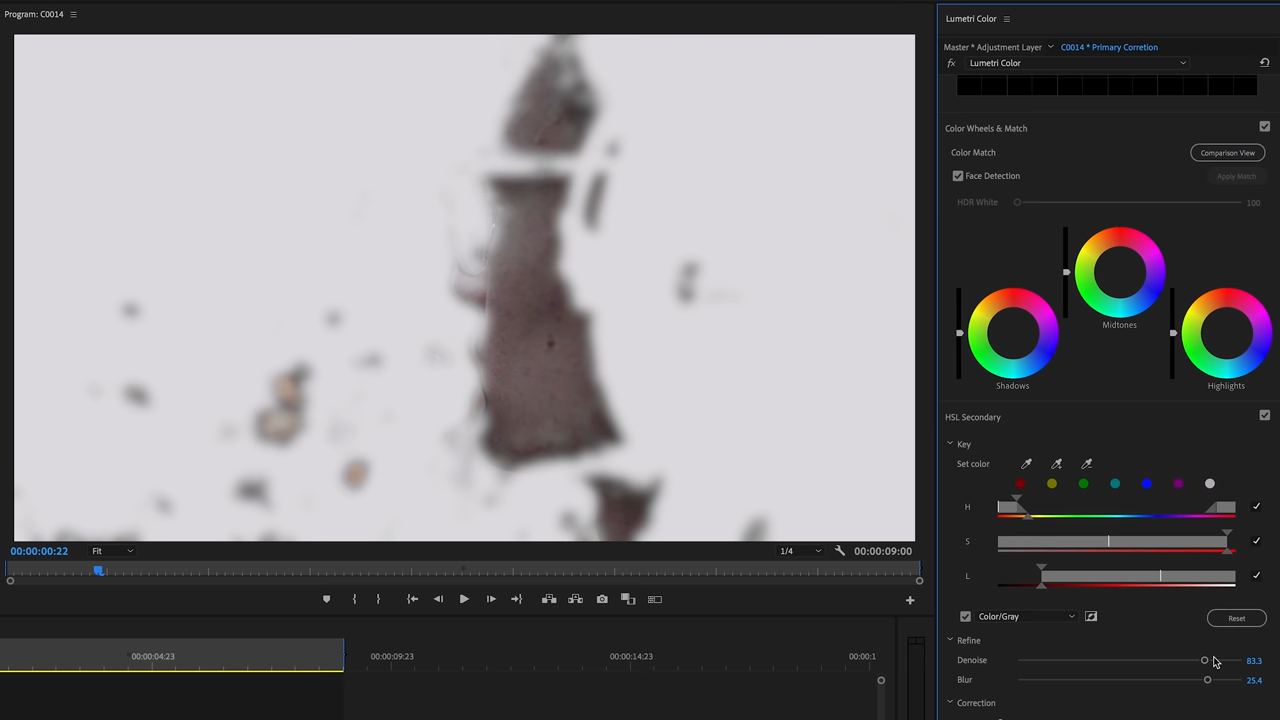 Program: C0014
Lumetri Color
Master * Adjustment Layer
C0014 * Primary Corretion
fx
Lumetri Color
Color Wheels & Match
Color Match
Comparison View
Face Detection
Apply Match
HDR White
100
Midtones
Shadows
Highlights
HSL Secondary
Key
Set color
H
S
L
Color/Gray
Reset
Refine
Denoise
83.3
Blur
25.4
Correction
00:00:00:22
Fit
1/4
00:00:09:00
00:00:04:23
00:00:09:23
00:00:14:23
00:00:1